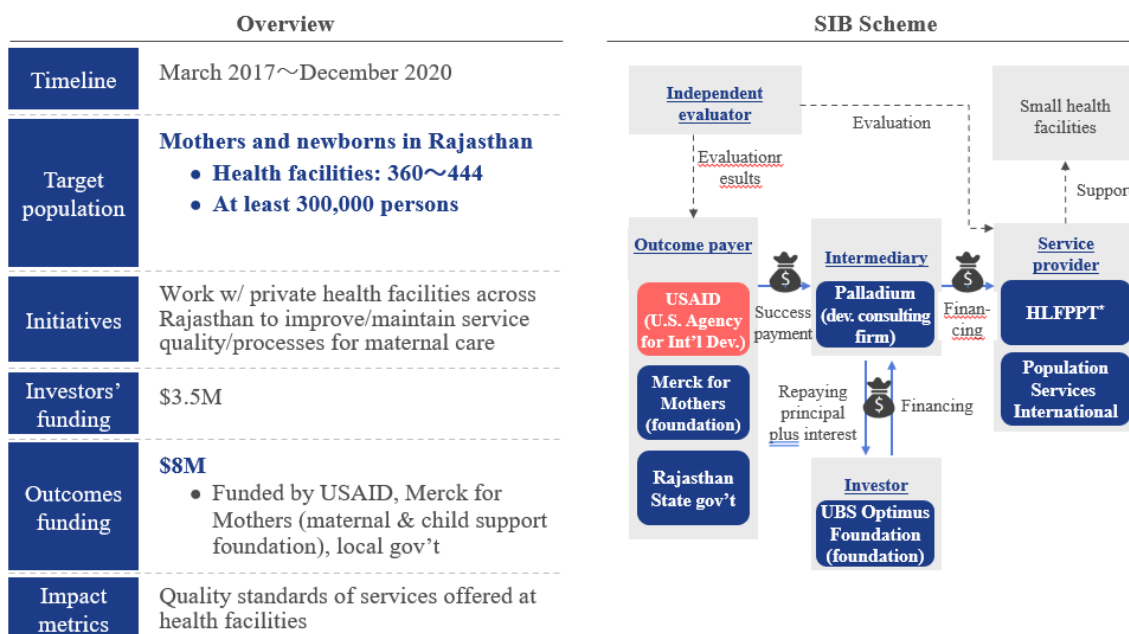 Overview
Timeline
March 2017～December 2020
Target
population
Mothers and newborns in Rajasthan
● Health facilities: 360～444
● At least 300,000 persons
Initiatives
Work w/ private health facilities across
Rajasthan to improve/maintain service
quality/processes for maternal care
Investors’
funding
$3.5M
Outcomes
funding
$8M
● Funded by USAID, Merck for
Mothers (maternal & child support
foundation), local gov’t
Impact
metrics
Quality standards of services offered at
health facilities
SIB Scheme
Independent
evaluator
Evaluation
Small health
facilities
Evaluationr
esults
Support
Outcome payer
USAID
(U.S. Agency
for Int’l Dev.)
Merck for
Mothers
(foundation)
Rajasthan
State gov’t
$
Success
payment
Intermediary
Palladium
(dev. consulting
firm)
$
Finan-
cing
Service
provider
HLFPPT*
Population
Services
International
Repaying
principal
plus interest
$
Financing
Investor
UBS Optimus
Foundation
(foundation)